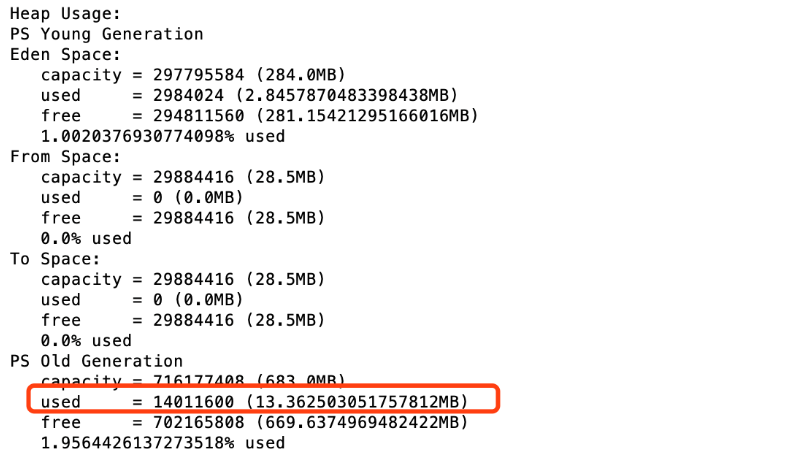 Heap Usage:
PS Young Generation
Eden Space:
   capacity = 297795584 (284.0MB)
   used     = 2984024 (2.8457870483398438MB)
   free     = 294811560 (281.15421295166016MB)
   1.0020376930774098% used
From Space:
   capacity = 29884416 (28.5MB)
   used     = 0 (0.0MB)
   free     = 29884416 (28.5MB)
   0.0% used
To Space:
   capacity = 29884416 (28.5MB)
   used     = 0 (0.0MB)
   free     = 29884416 (28.5MB)
   0.0% used
PS Old Generation
   capacity = 716177408 (683.0MB)
   used     = 14011600 (13.362503051757812MB)
   free     = 702165808 (669.6374969482422MB)
   1.9564426137273518% used